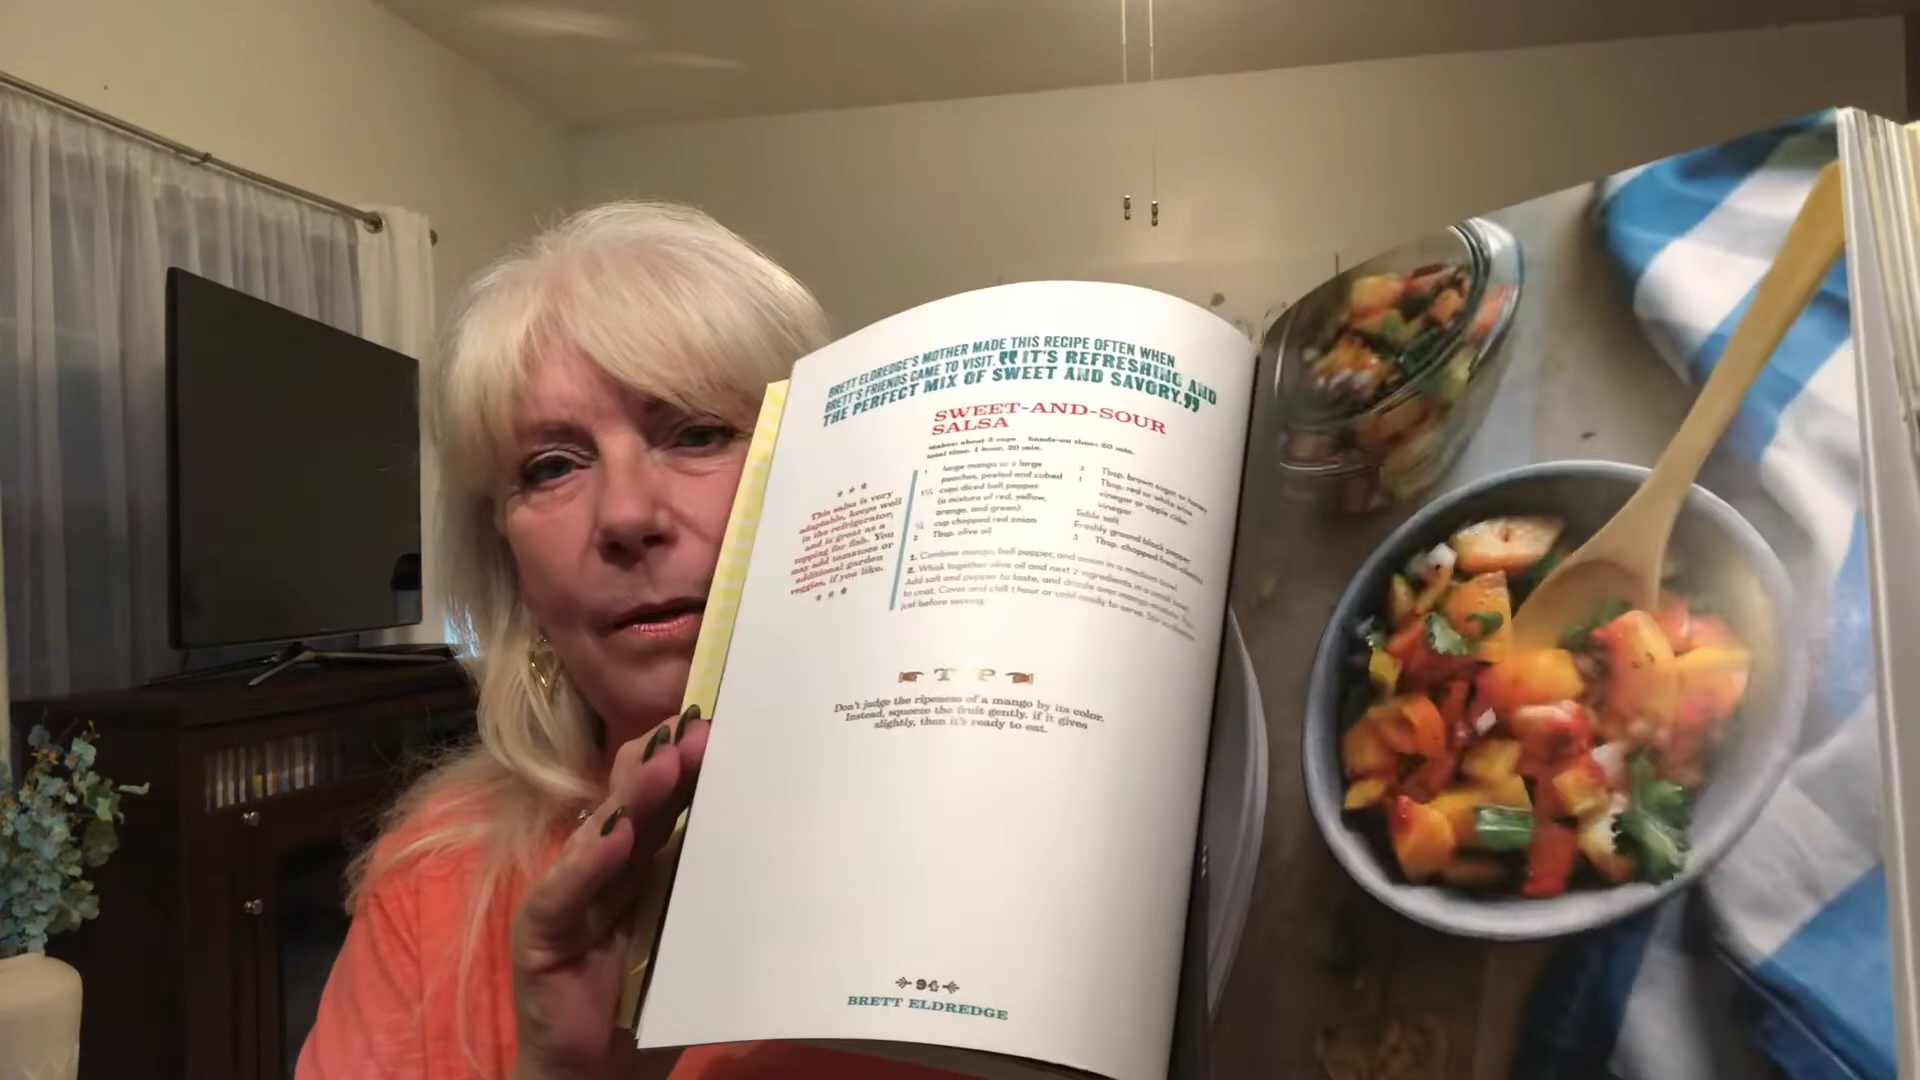 BRETT ELDREDGE'S MOTHER MADE THIS RECIPE OFTEN WHEN
BRETT'S FRIENDS CAME TO VISIT. “IT'S REFRESHING AND
THE PERFECT MIX OF SWEET AND SAVORY.”
SWEET-AND-SOUR
SALSA
makes: about 3 cups hands-on time: 20 min.
total time: 1 hour, 20 min.
★ ★ ★
This salsa is very
adaptable, keeps well
in the refrigerator,
and is great as a
topping for fish. You
may add tomatoes or
additional garden
veggies, if you like.
★ ★ ★
1 large mango or 2 large
peaches, peeled and cubed
1½ cups diced bell pepper
(a mixture of red, yellow,
orange, and green)
cup chopped red onion
2 Tbsp. olive oil
Tbsp. brown sugar or honey
1 Tbsp. red or white wine
vinegar or apple cider
vinegar
Table salt
Freshly ground black pepper
3 Tbsp. chopped fresh cilantro
1. Combine mango, bell pepper, and onion in a medium bowl.
2. Whisk together olive oil and next 2 ingredients in a small bowl.
Add salt and pepper to taste, and drizzle over mango mixture. Toss
to coat. Cover and chill 1 hour or until ready to serve. Stir in cilantro
just before serving.
T P
Don't judge the ripeness of a mango by its color.
Instead, squeeze the fruit gently. if it gives
slightly, then it's ready to eat.
94
BRETT ELDREDGE